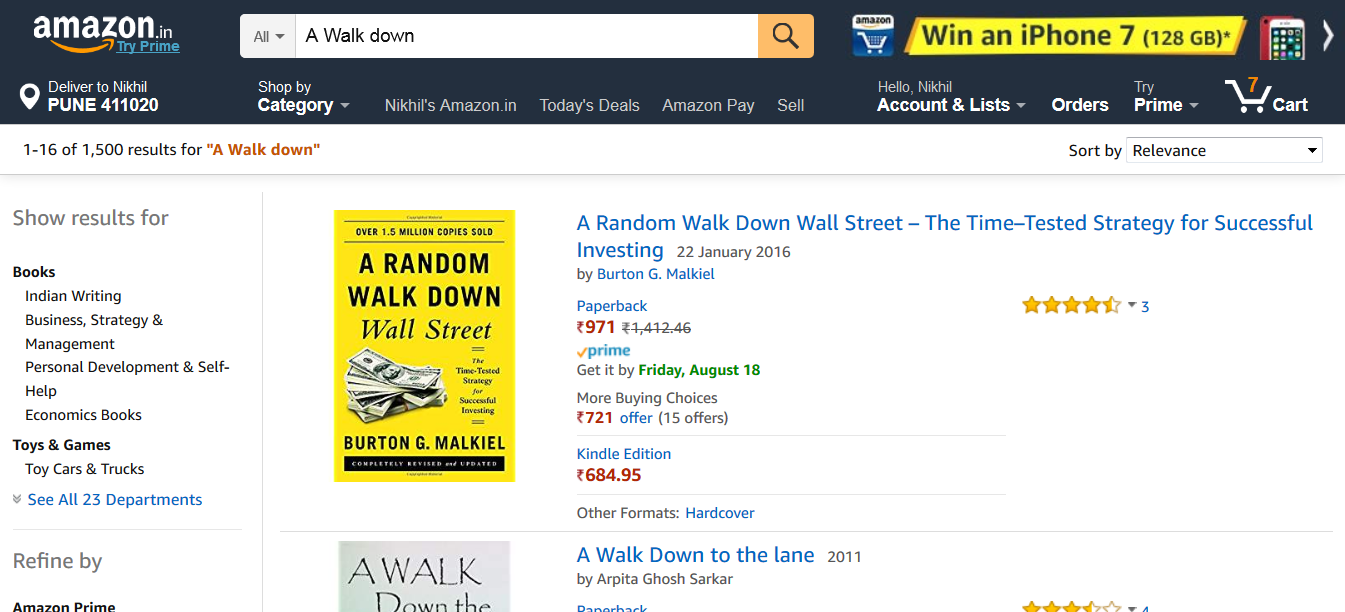 amazon.in
Try Prime
All
A Walk down
amazon
Win an iPhone 7 (128 GB)*
Deliver to Nikhil
PUNE 411020
Shop by
Category
Nikhil's Amazon.in
Today's Deals
Amazon Pay
Sell
Hello, Nikhil
Account & Lists
Orders
Try
Prime
7
Cart
1-16 of 1,500 results for "A Walk down"
Sort by
Relevance
Show results for
Books
Indian Writing
Business, Strategy &
Management
Personal Development & Self-
Help
Economics Books
Toys & Games
Toy Cars & Trucks
See All 23 Departments
Refine by
Amazon Prime
OVER 1.5 MILLION COPIES SOLD
A RANDOM
WALK DOWN
Wall Street
The
Time-Tested
Strategy
for
Successful
Investing
BURTON G. MALKIEL
COMPLETELY REVISED and UPDATED
A Random Walk Down Wall Street – The Time–Tested Strategy for Successful
Investing 22 January 2016
by Burton G. Malkiel
Paperback
₹971 ₹1,412.46
prime
Get it by Friday, August 18
More Buying Choices
₹721 offer (15 offers)
3
Kindle Edition
₹684.95
Other Formats: Hardcover
A WALK
Down the
A Walk Down to the lane 2011
by Arpita Ghosh Sarkar
Paperback
4